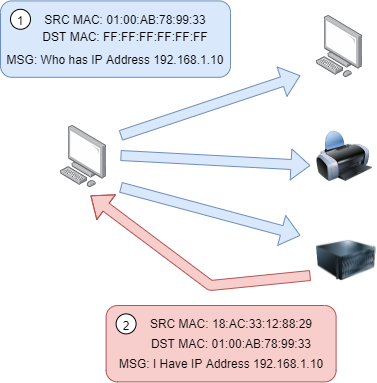 1
SRC MAC: 01:00:AB:78:99:33
DST MAC: FF:FF:FF:FF:FF:FF
MSG: Who has IP Address 192.168.1.10
2
SRC MAC: 18:AC:33:12:88:29
DST MAC: 01:00:AB:78:99:33
MSG: I Have IP Address 192.168.1.10